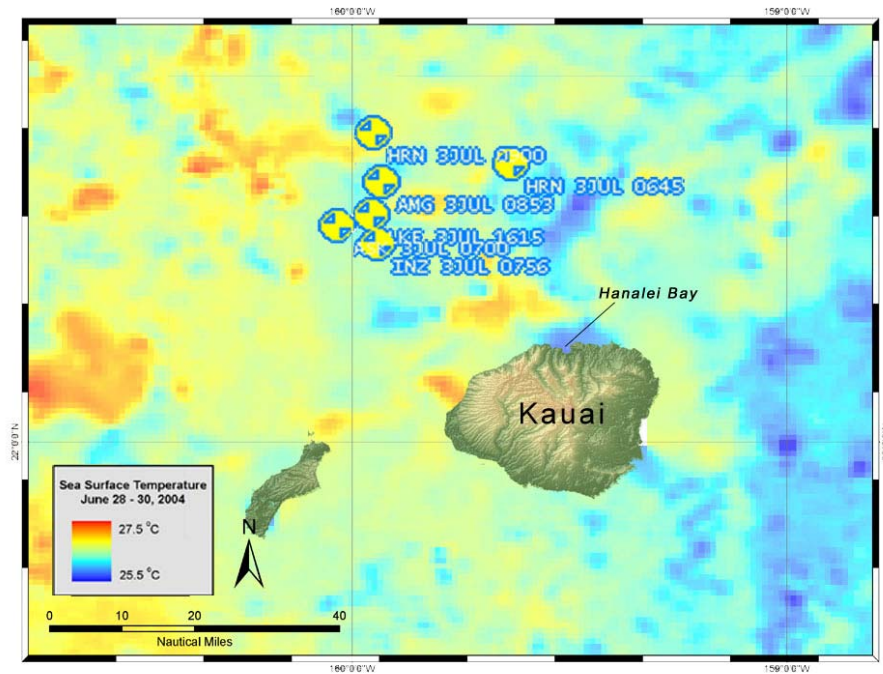 160°0'0"W
159°0'0"W
HRN 3JUL
HRN 3JUL 0645
AMG 3JUL 0853
3JUL 1615
3JUL 0700
INZ 3JUL 0756
Hanalei Bay
Kauai
22°0'0"N
Sea Surface Temperature
June 28 - 30, 2004
27.5 °C
25.5 °C
N
0
10
20
40
Nautical Miles
160°0'0"W
159°0'0"W